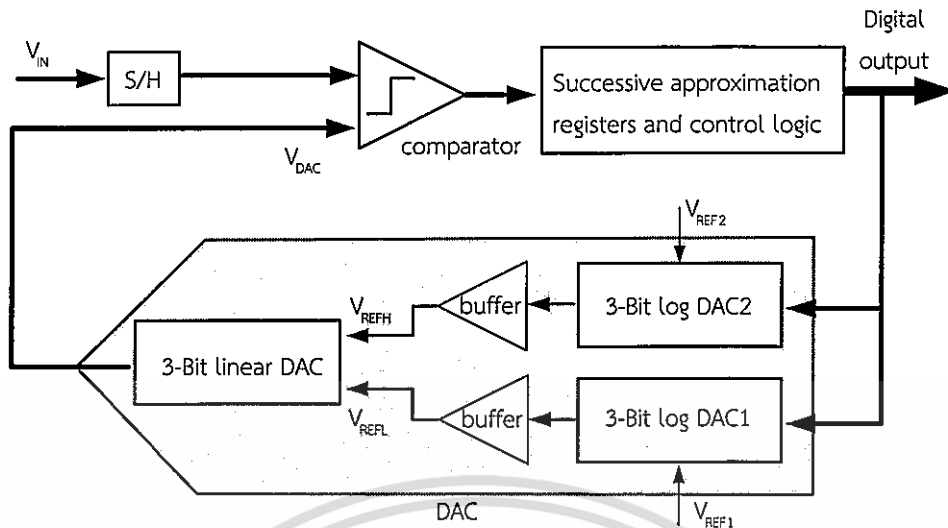 Digital
output
V_IN
S/H
Successive approximation
registers and control logic
V_DAC
comparator
V_REF2
buffer
3-Bit log DAC2
V_REFH
3-Bit linear DAC
V_REFL
buffer
3-Bit log DAC1
DAC
V_REF1